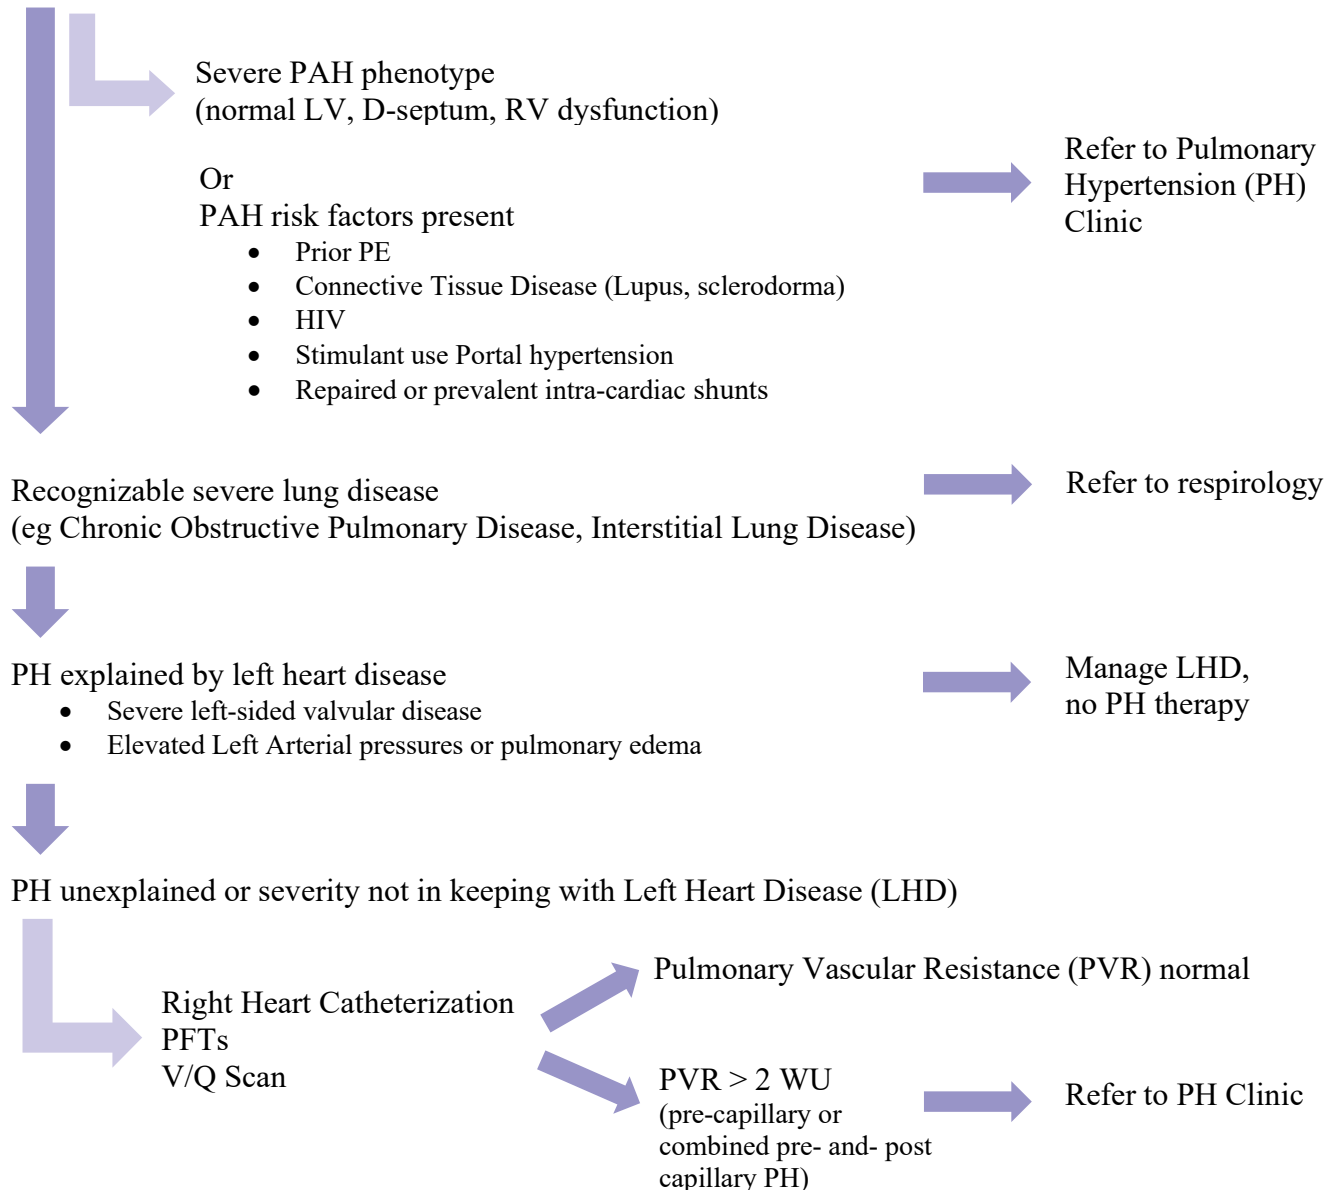 Severe PAH phenotype
(normal LV, D-septum, RV dysfunction)
Or
PAH risk factors present
• Prior PE
• Connective Tissue Disease (Lupus, sclerodorma)
• HIV
• Stimulant use Portal hypertension
• Repaired or prevalent intra-cardiac shunts
Refer to Pulmonary
Hypertension (PH)
Clinic
Recognizable severe lung disease
(eg Chronic Obstructive Pulmonary Disease, Interstitial Lung Disease)
Refer to respirology
PH explained by left heart disease
• Severe left-sided valvular disease
• Elevated Left Arterial pressures or pulmonary edema
Manage LHD,
no PH therapy
PH unexplained or severity not in keeping with Left Heart Disease (LHD)
Right Heart Catheterization
PFTs
V/Q Scan
Pulmonary Vascular Resistance (PVR) normal
PVR > 2 WU
(pre-capillary or
combined pre- and- post
capillary PH)
Refer to PH Clinic